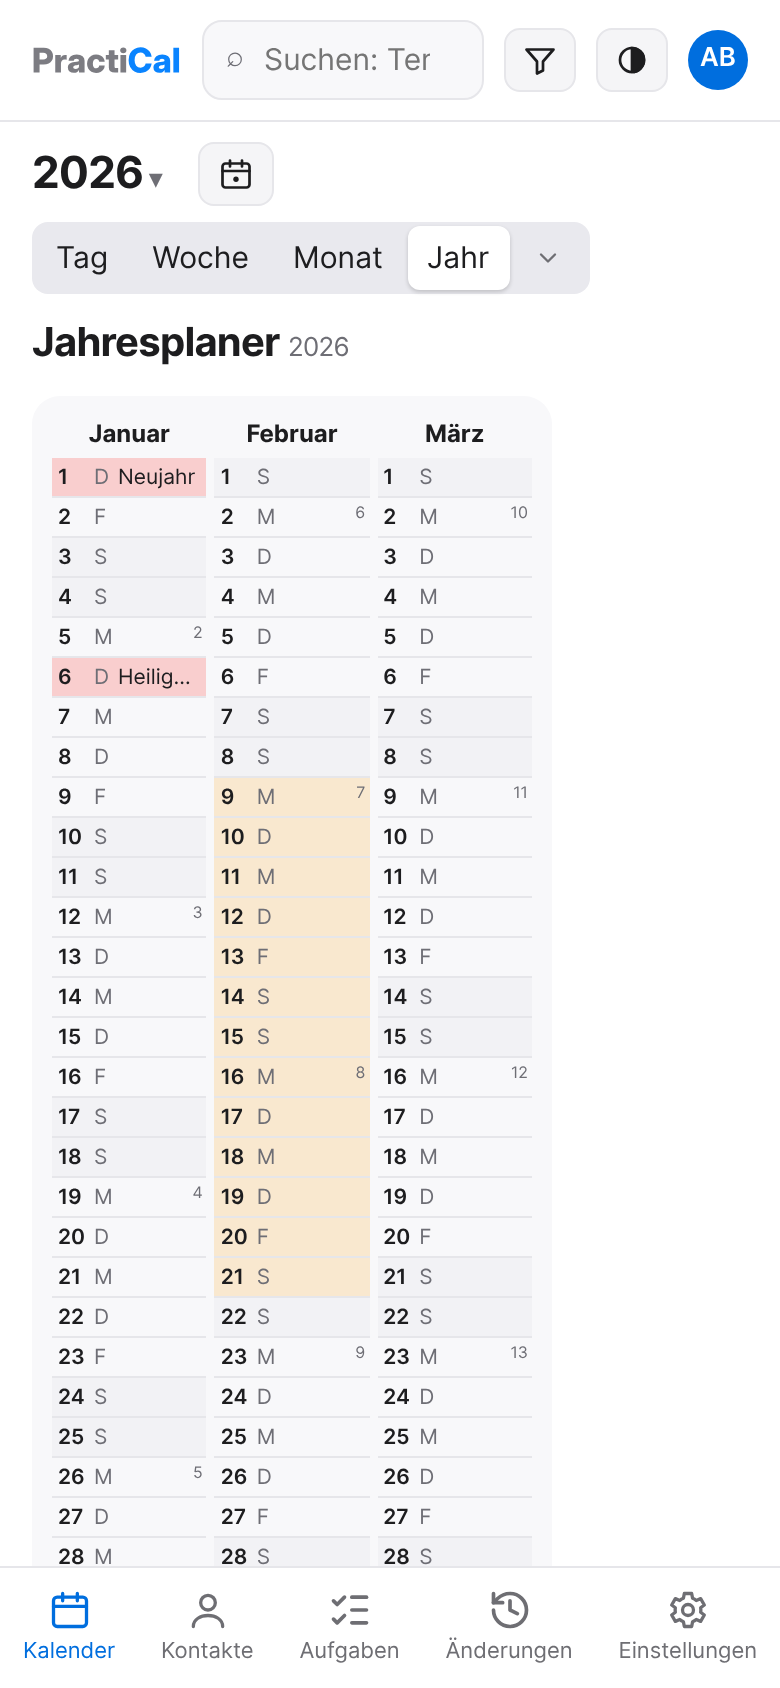 PractiCal Suchen: Ter AB
2026 ▾
Tag Woche Monat Jahr
Jahresplaner 2026
Januar Februar März
1 D Neujahr 1 S 1 S
2 F 2 M 6 2 M 10
3 S 3 D 3 D
4 S 4 M 4 M
5 M 2 5 D 5 D
6 D Heilig... 6 F 6 F
7 M 7 S 7 S
8 D 8 S 8 S
9 F 9 M 7 9 M 11
10 S 10 D 10 D
11 S 11 M 11 M
12 M 3 12 D 12 D
13 D 13 F 13 F
14 M 14 S 14 S
15 D 15 S 15 S
16 F 16 M 8 16 M 12
17 S 17 D 17 D
18 S 18 M 18 M
19 M 4 19 D 19 D
20 D 20 F 20 F
21 M 21 S 21 S
22 D 22 S 22 S
23 F 23 M 9 23 M 13
24 S 24 D 24 D
25 S 25 M 25 M
26 M 5 26 D 26 D
27 D 27 F 27 F
28 M 28 S 28 S
Kalender Kontakte Aufgaben Änderungen Einstellungen